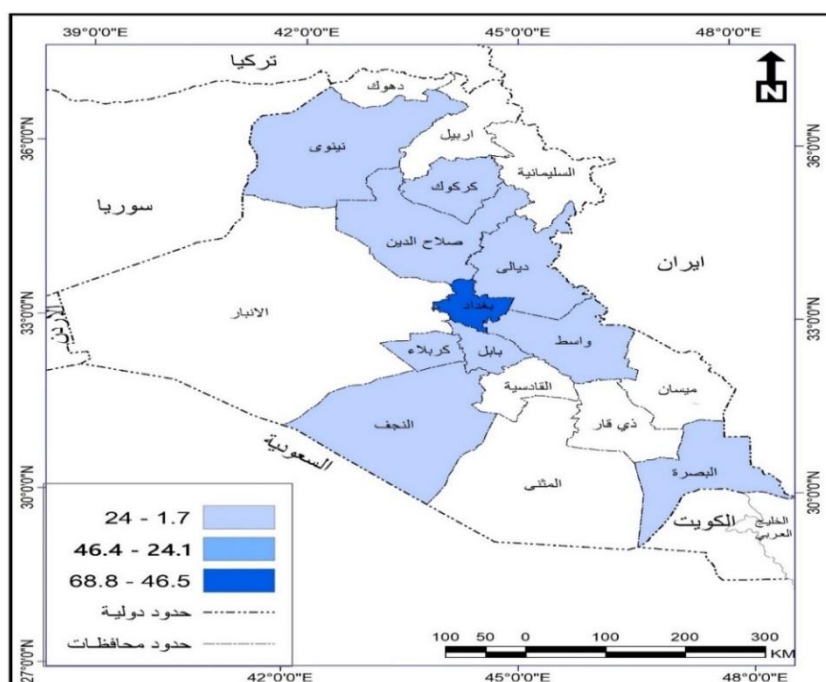 39°0'0"E 42°0'0"E 45°0'0"E 48°0'0"E
تركيا
N
دهوك
36°0'0"N
36°0'0"N
نينوى
اربيل
السليمانية
كركوك
سوريا
صلاح الدين
ديالى
ايران
الانبار
بغداد
33°0'0"N
33°0'0"N
الاردن
كربلاء
بابل
واسط
القادسية
ميسان
النجف
ذي قار
السعودية
المثنى
البصرة
30°0'0"N
30°0'0"N
الكويت
الخليج
العربي
24 - 1.7
46.4 - 24.1
68.8 - 46.5
حدود دولية
حدود محافظات
100 50 0 100 200 300
KM
27°0'0"N
42°0'0"E 45°0'0"E 48°0'0"E